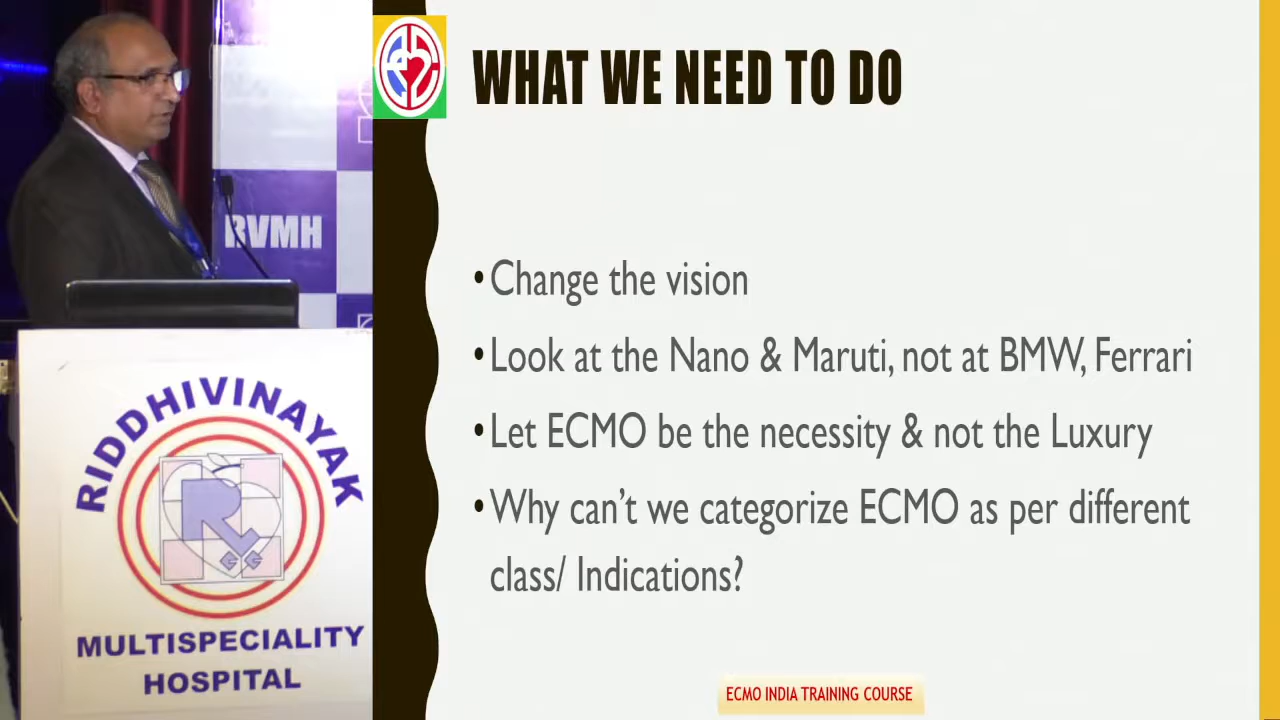 WHAT WE NEED TO DO
•Change the vision
•Look at the Nano & Maruti, not at BMW, Ferrari
•Let ECMO be the necessity & not the Luxury
•Why can’t we categorize ECMO as per different
class/ Indications?
ECMO INDIA TRAINING COURSE
RVMH
RIDDHIVINAYAK
R
MULTISPECIALITY
HOSPITAL